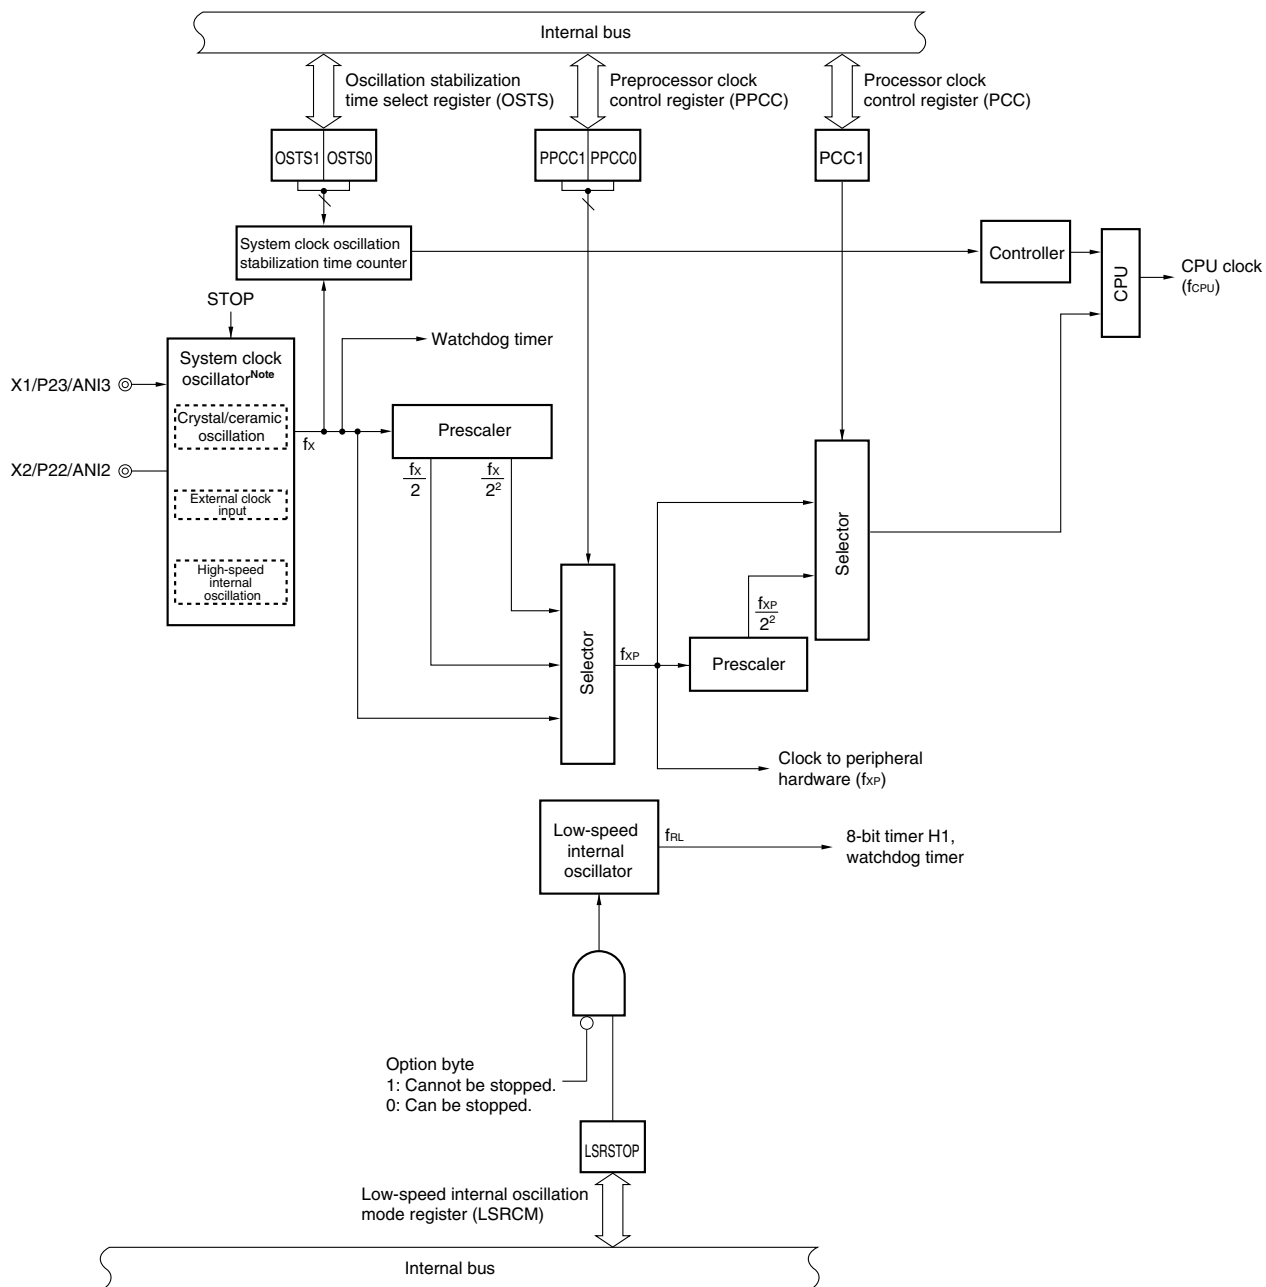 Internal bus
Oscillation stabilization
time select register (OSTS)
Preprocessor clock
control register (PPCC)
Processor clock
control register (PCC)
OSTS1 OSTS0
PPCC1 PPCC0
PCC1
System clock oscillation
stabilization time counter
Controller
CPU
CPU clock
(fCPU)
STOP
Watchdog timer
System clock
oscillatorNote
X1/P23/ANI3
Crystal/ceramic
oscillation
fX
Prescaler
X2/P22/ANI2
fX
2
fX
2²
External clock
input
High-speed
internal
oscillation
Selector
fXP
Selector
fXP
2²
Prescaler
Clock to peripheral
hardware (fXP)
Low-speed
internal
oscillator
fRL
8-bit timer H1,
watchdog timer
Option byte
1: Cannot be stopped.
0: Can be stopped.
LSRSTOP
Low-speed internal oscillation
mode register (LSRCM)
Internal bus